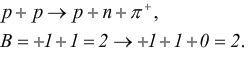 p + p → p + n + π⁺,
B = +1 + 1 = 2 → +1 + 1 + 0 = 2.